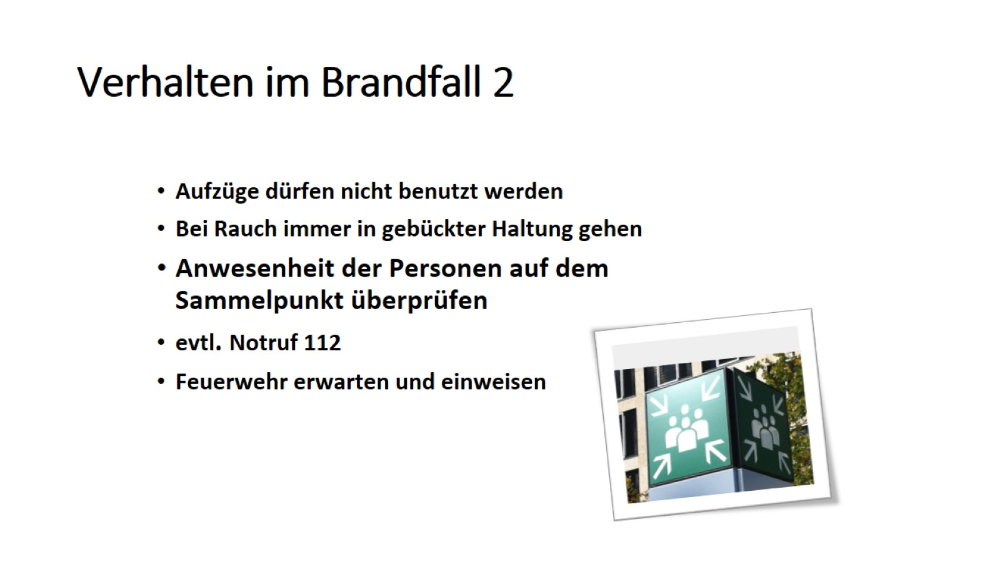 Verhalten im Brandfall 2
• Aufzüge dürfen nicht benutzt werden
• Bei Rauch immer in gebückter Haltung gehen
• Anwesenheit der Personen auf dem
Sammelpunkt überprüfen
• evtl. Notruf 112
• Feuerwehr erwarten und einweisen